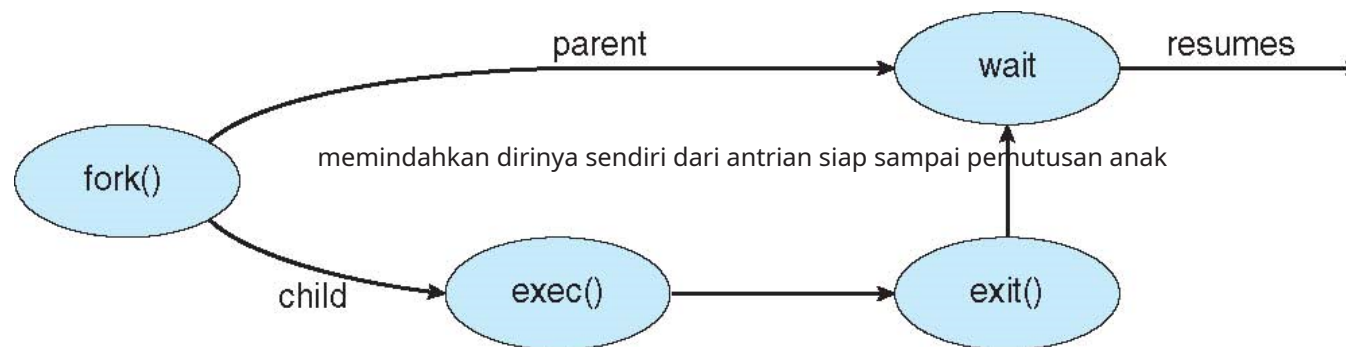 parent
wait
resumes
fork()
memindahkan dirinya sendiri dari antrian siap sampai pemutusan anak
child
exec()
exit()